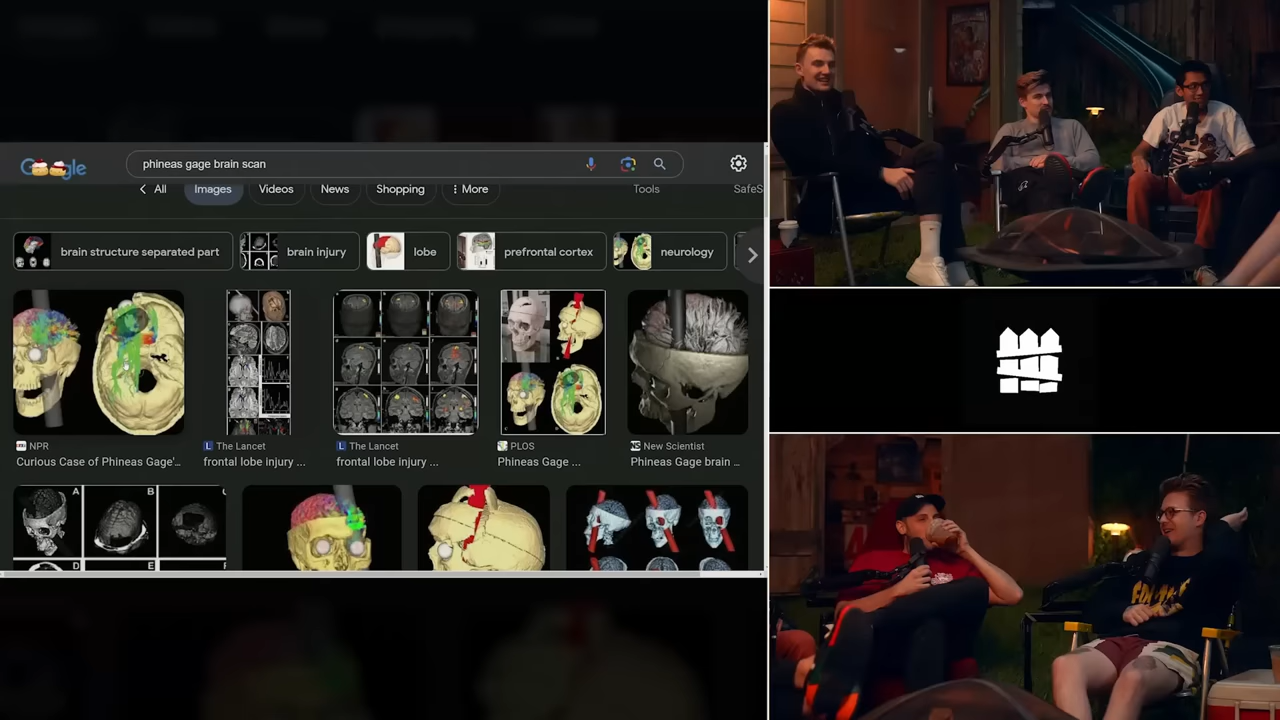 Google
phineas gage brain scan
All
Images
Videos
News
Shopping
More
Tools
SafeS
brain structure separated part
brain injury
lobe
prefrontal cortex
neurology
NPR
Curious Case of Phineas Gage'...
The Lancet
frontal lobe injury ...
The Lancet
frontal lobe injury ...
PLOS
Phineas Gage ...
New Scientist
Phineas Gage brain ...
A
B
D
E